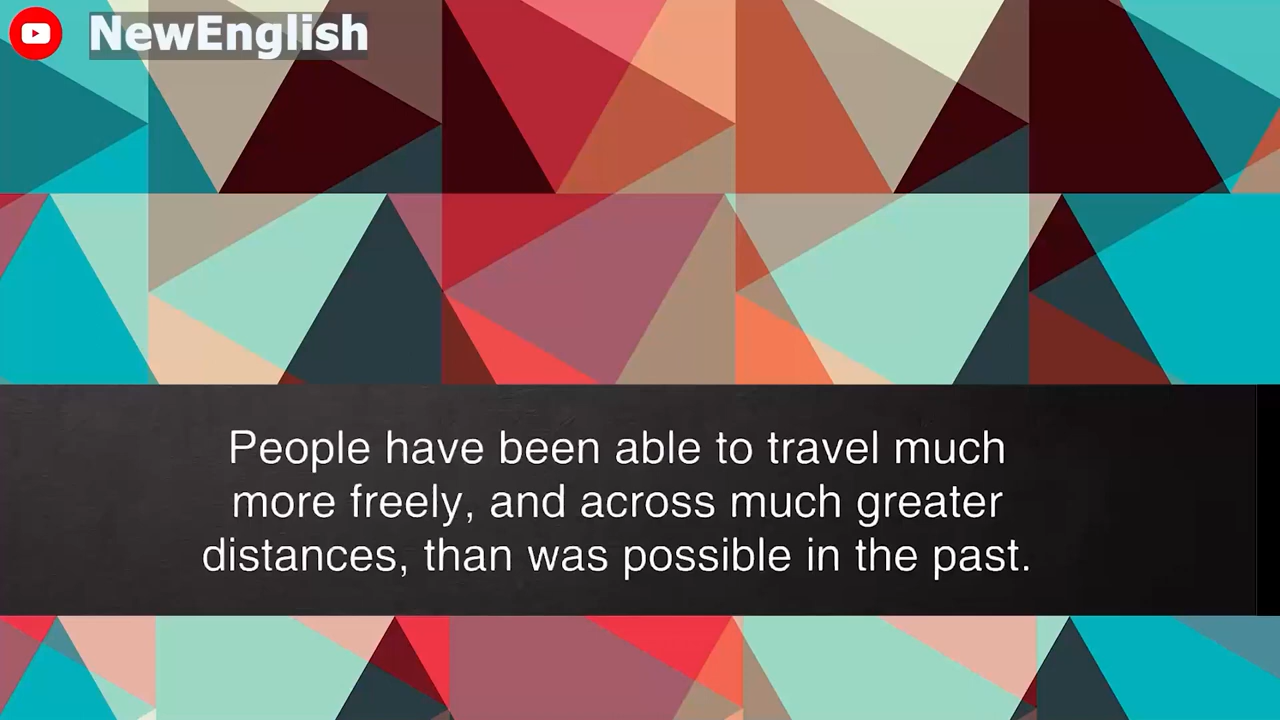 NewEnglish
People have been able to travel much
more freely, and across much greater
distances, than was possible in the past.